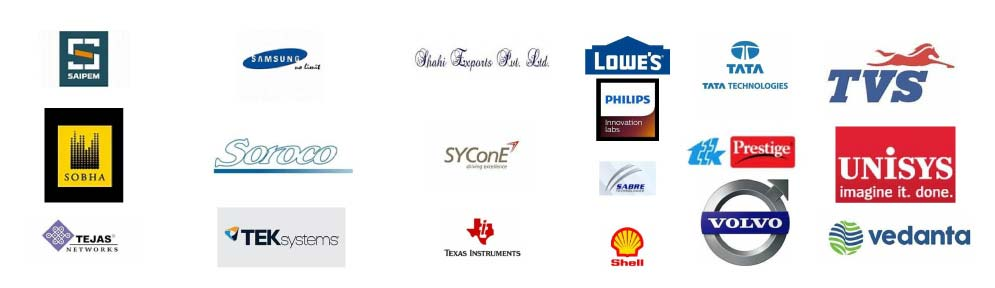 SAIPEM
SAMSUNG
no limit
Shahi Exports Pvt. Ltd.
LOWE'S
TATA
TATA TECHNOLOGIES
TVS
PHILIPS
Innovation
labs
SOBHA
Soroco
SYConE
driving excellence
SABRE
TECHNOLOGIES
ttk
Prestige
UNiSYS
imagine it. done.
TEJAS
NETWORKS
TEKsystems
TEXAS INSTRUMENTS
Shell
VOLVO
vedanta